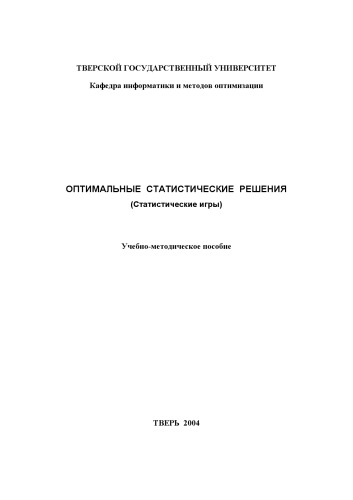 ТВЕРСКОЙ ГОСУДАРСТВЕННЫЙ УНИВЕРСИТЕТ
Кафедра информатики и методов оптимизации
ОПТИМАЛЬНЫЕ СТАТИСТИЧЕСКИЕ РЕШЕНИЯ
(Статистические игры)
Учебно-методическое пособие
ТВЕРЬ 2004